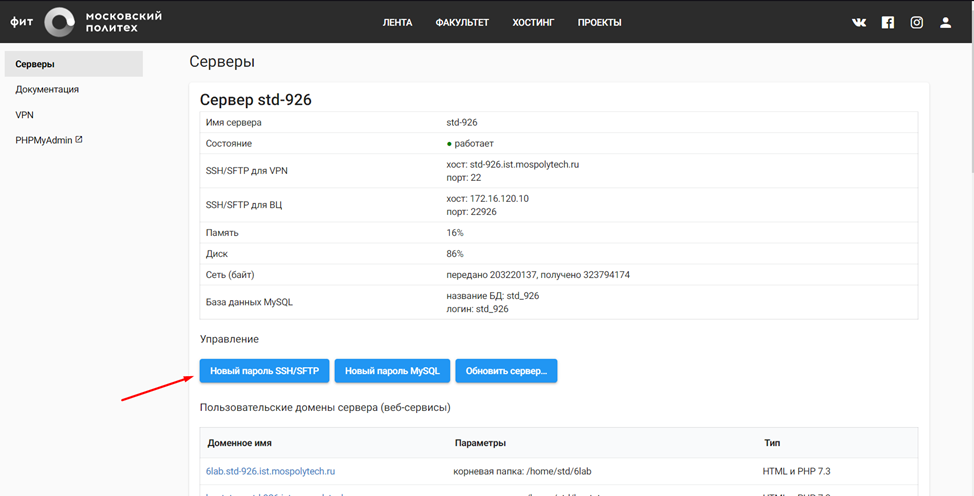 фит
московский
политех
ЛЕНТА ФАКУЛЬТЕТ ХОСТИНГ ПРОЕКТЫ
Серверы
Документация
VPN
PHPMyAdmin
Серверы
Сервер std-926
Имя сервера std-926
Состояние работает
SSH/SFTP для VPN хост: std-926.ist.mospolytech.ru
порт: 22
SSH/SFTP для ВЦ хост: 172.16.120.10
порт: 22926
Память 16%
Диск 86%
Сеть (байт) передано 203220137, получено 323794174
База данных MySQL название БД: std_926
логин: std_926
Управление
Новый пароль SSH/SFTP Новый пароль MySQL Обновить сервер...
Пользовательские домены сервера (веб-сервисы)
Доменное имя Параметры Тип
6lab.std-926.ist.mospolytech.ru корневая папка: /home/std/6lab HTML и PHP 7.3